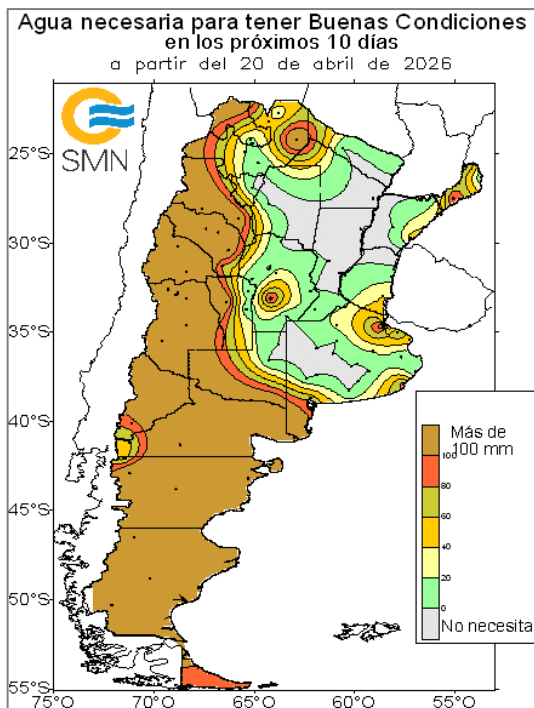 Agua necesaria para tener Buenas Condiciones
en los próximos 10 días
a partir del 20 de abril de 2026
SMN
25°S
30°S
35°S
40°S
45°S
50°S
55°S
75°W
70°W
65°W
60°W
55°W
Más de
100 mm
100
80
60
40
20
0
No necesita